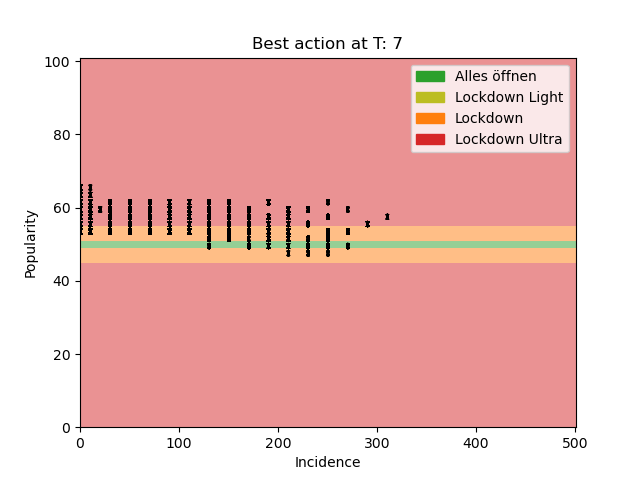 Best action at T: 7
Alles öffnen
Lockdown Light
Lockdown
Lockdown Ultra
Popularity
100
80
60
40
20
0
0 100 200 300 400 500
Incidence